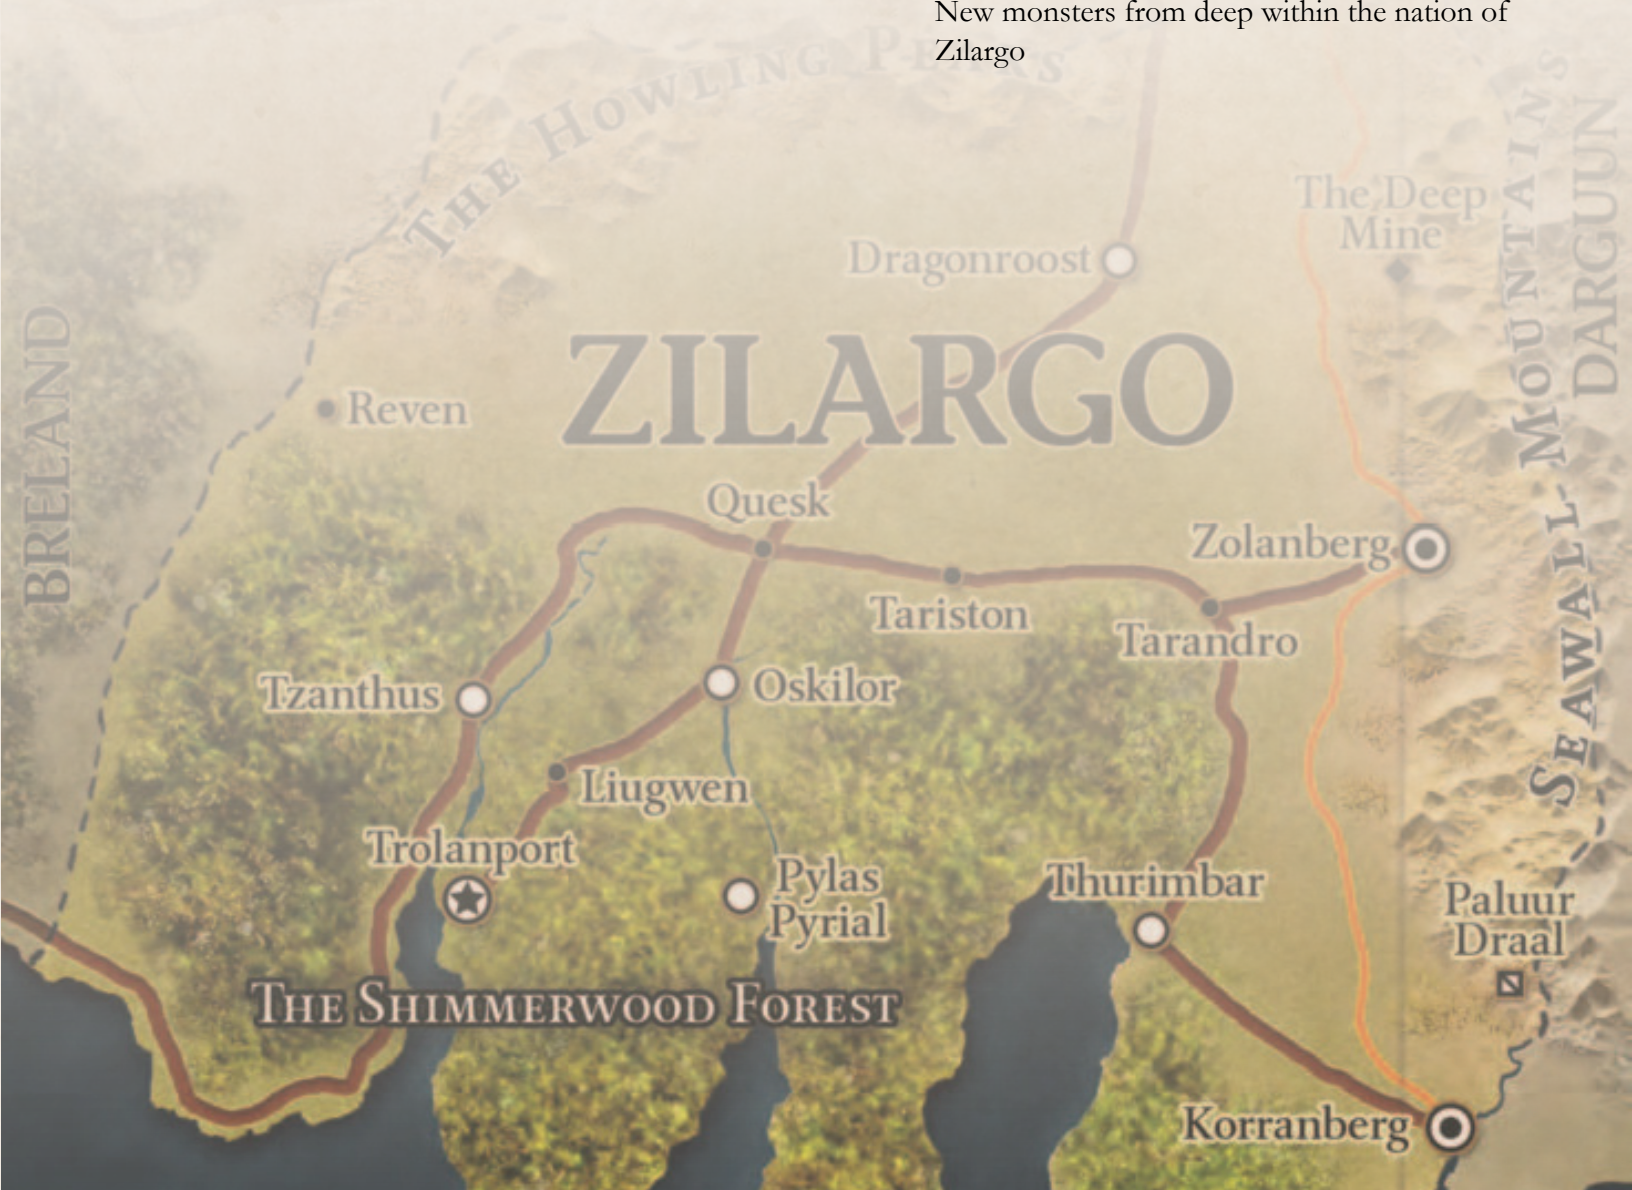 New monsters from deep within the nation of
Zilargo
THE HOWLING PEAKS
The Deep
Mine
Dragonroost
SEAWALL MOUNTAINS
DARGUUN
BRELAND
ZILARGO
Reven
Quesk
Zolanberg
Tariston
Tarandro
Tzanthus
Oskilor
Liugwen
Trolanport
Pylas
Pyrial
Thurimbar
Paluur
Draal
THE SHIMMERWOOD FOREST
Korranberg